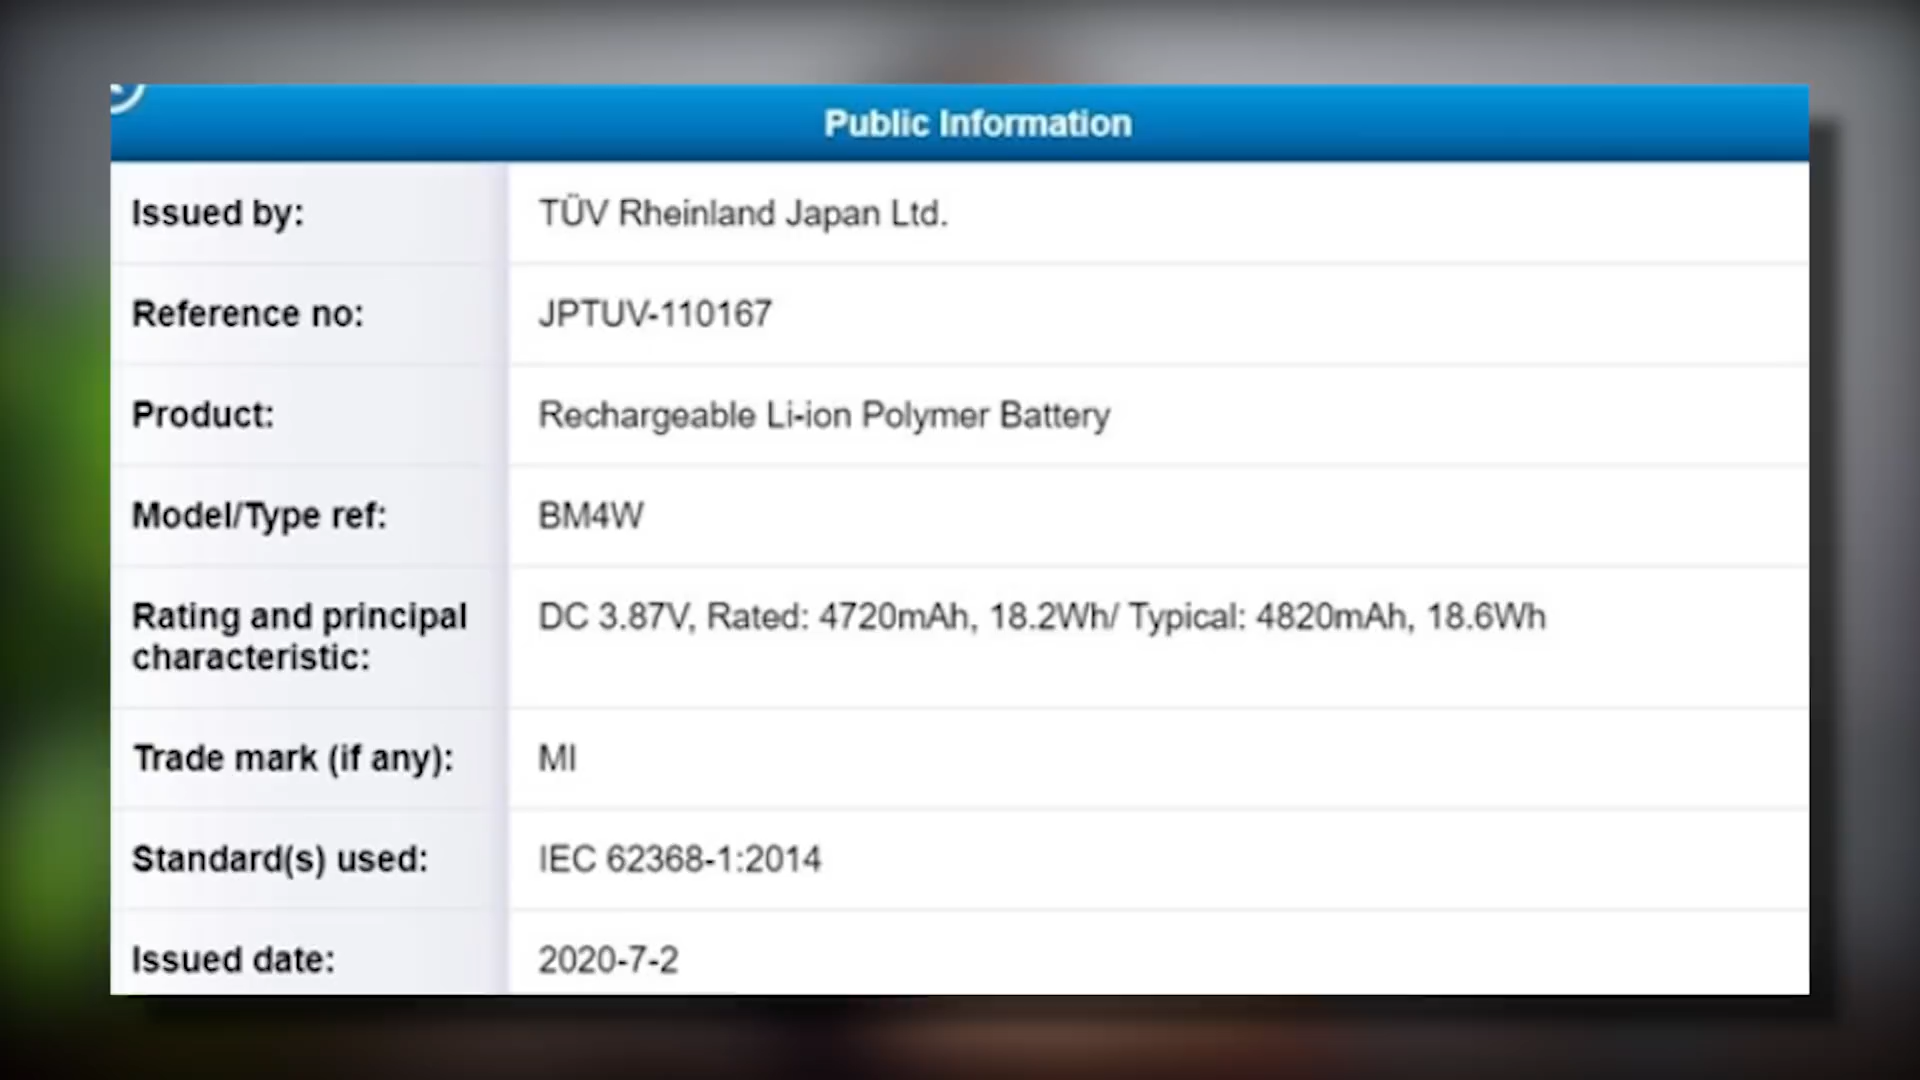 Public Information
Issued by: TÜV Rheinland Japan Ltd.
Reference no: JPTUV-110167
Product: Rechargeable Li-ion Polymer Battery
Model/Type ref: BM4W
Rating and principal characteristic: DC 3.87V, Rated: 4720mAh, 18.2Wh/ Typical: 4820mAh, 18.6Wh
Trade mark (if any): MI
Standard(s) used: IEC 62368-1:2014
Issued date: 2020-7-2